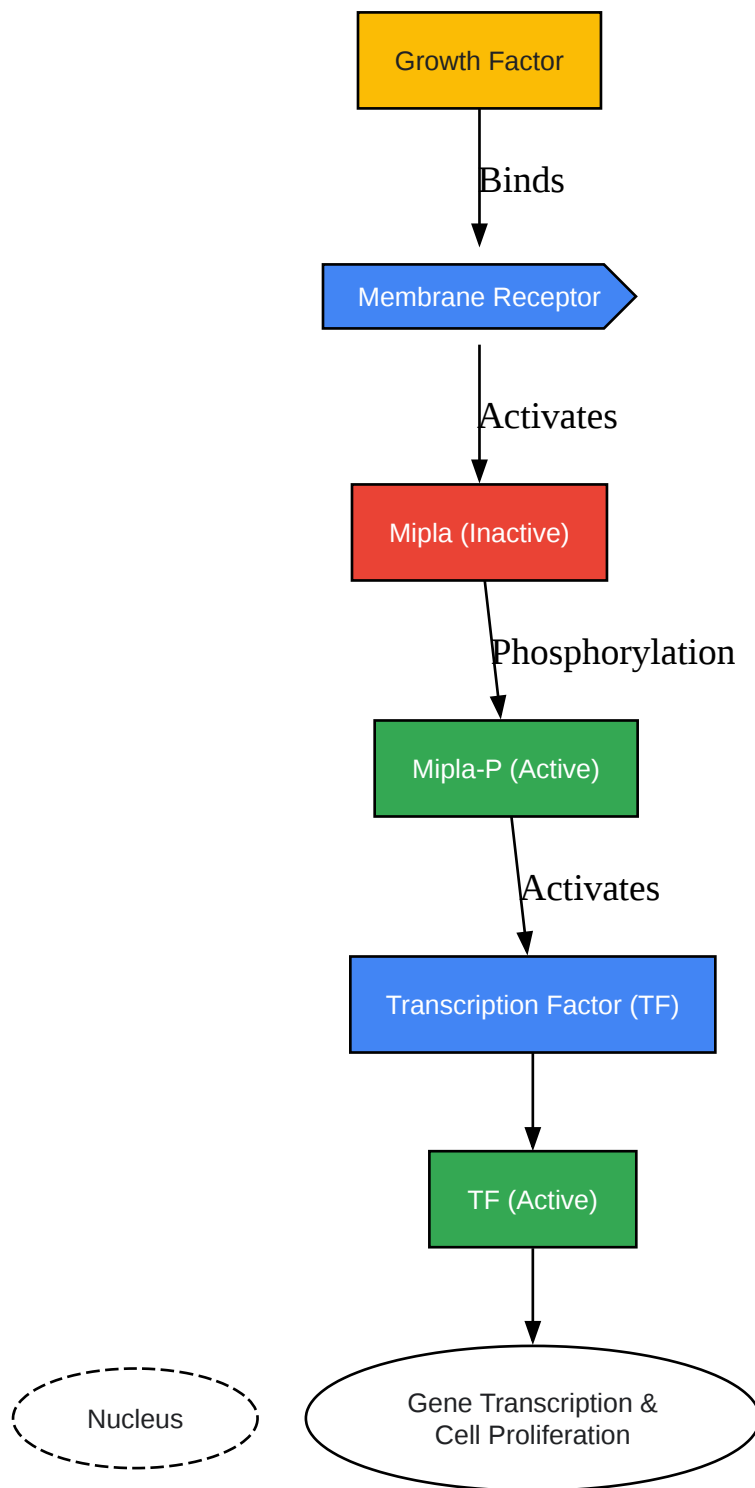 Growth Factor
Binds
Membrane Receptor
Activates
Mipla (Inactive)
Phosphorylation
Mipla-P (Active)
Activates
Transcription Factor (TF)
TF (Active)
Nucleus
Gene Transcription &
Cell Proliferation